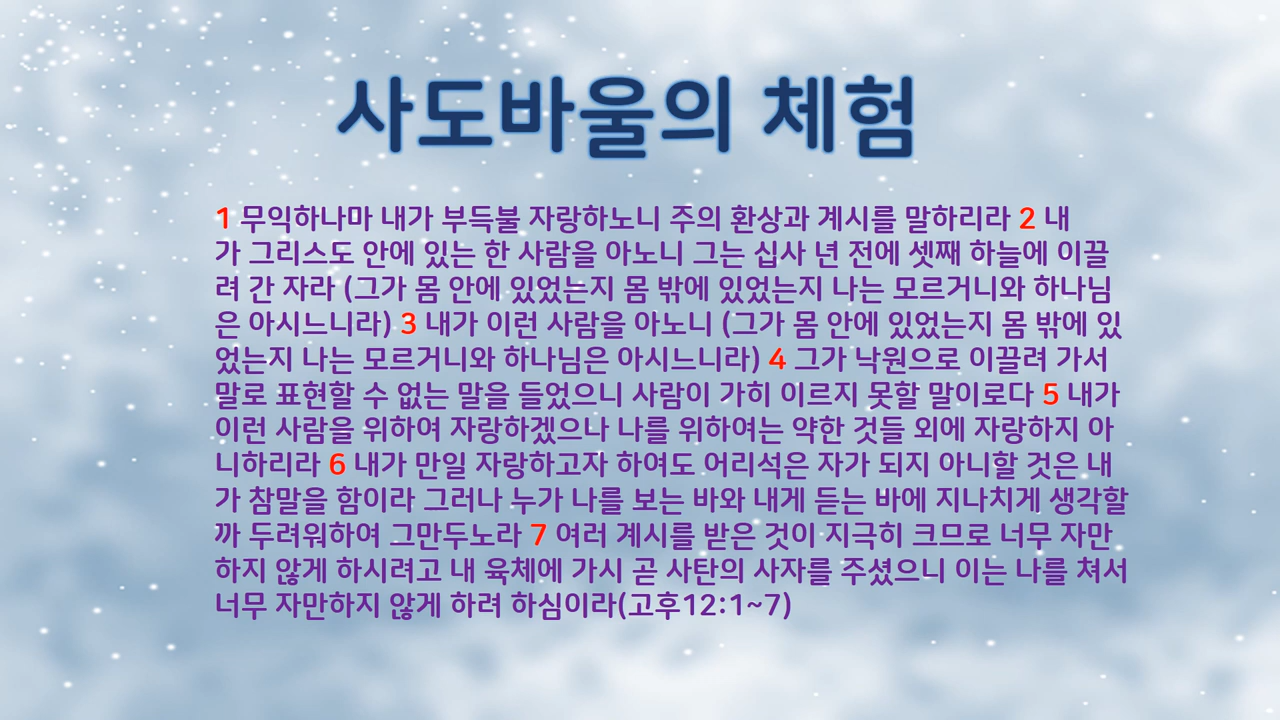 사도바울의 체험
1 무익하나마 내가 부득불 자랑하노니 주의 환상과 계시를 말하리라 2 내
가 그리스도 안에 있는 한 사람을 아노니 그는 십사 년 전에 셋째 하늘에 이끌
려 간 자라 (그가 몸 안에 있었는지 몸 밖에 있었는지 나는 모르거니와 하나님
은 아시느니라) 3 내가 이런 사람을 아노니 (그가 몸 안에 있었는지 몸 밖에 있
었는지 나는 모르거니와 하나님은 아시느니라) 4 그가 낙원으로 이끌려 가서
말로 표현할 수 없는 말을 들었으니 사람이 가히 이르지 못할 말이로다 5 내가
이런 사람을 위하여 자랑하겠으나 나를 위하여는 약한 것들 외에 자랑하지 아
니하리라 6 내가 만일 자랑하고자 하여도 어리석은 자가 되지 아니할 것은 내
가 참말을 함이라 그러나 누가 나를 보는 바와 내게 듣는 바에 지나치게 생각할
까 두려워하여 그만두노라 7 여러 계시를 받은 것이 지극히 크므로 너무 자만
하지 않게 하시려고 내 육체에 가시 곧 사탄의 사자를 주셨으니 이는 나를 쳐서
너무 자만하지 않게 하려 하심이라(고후12:1~7)